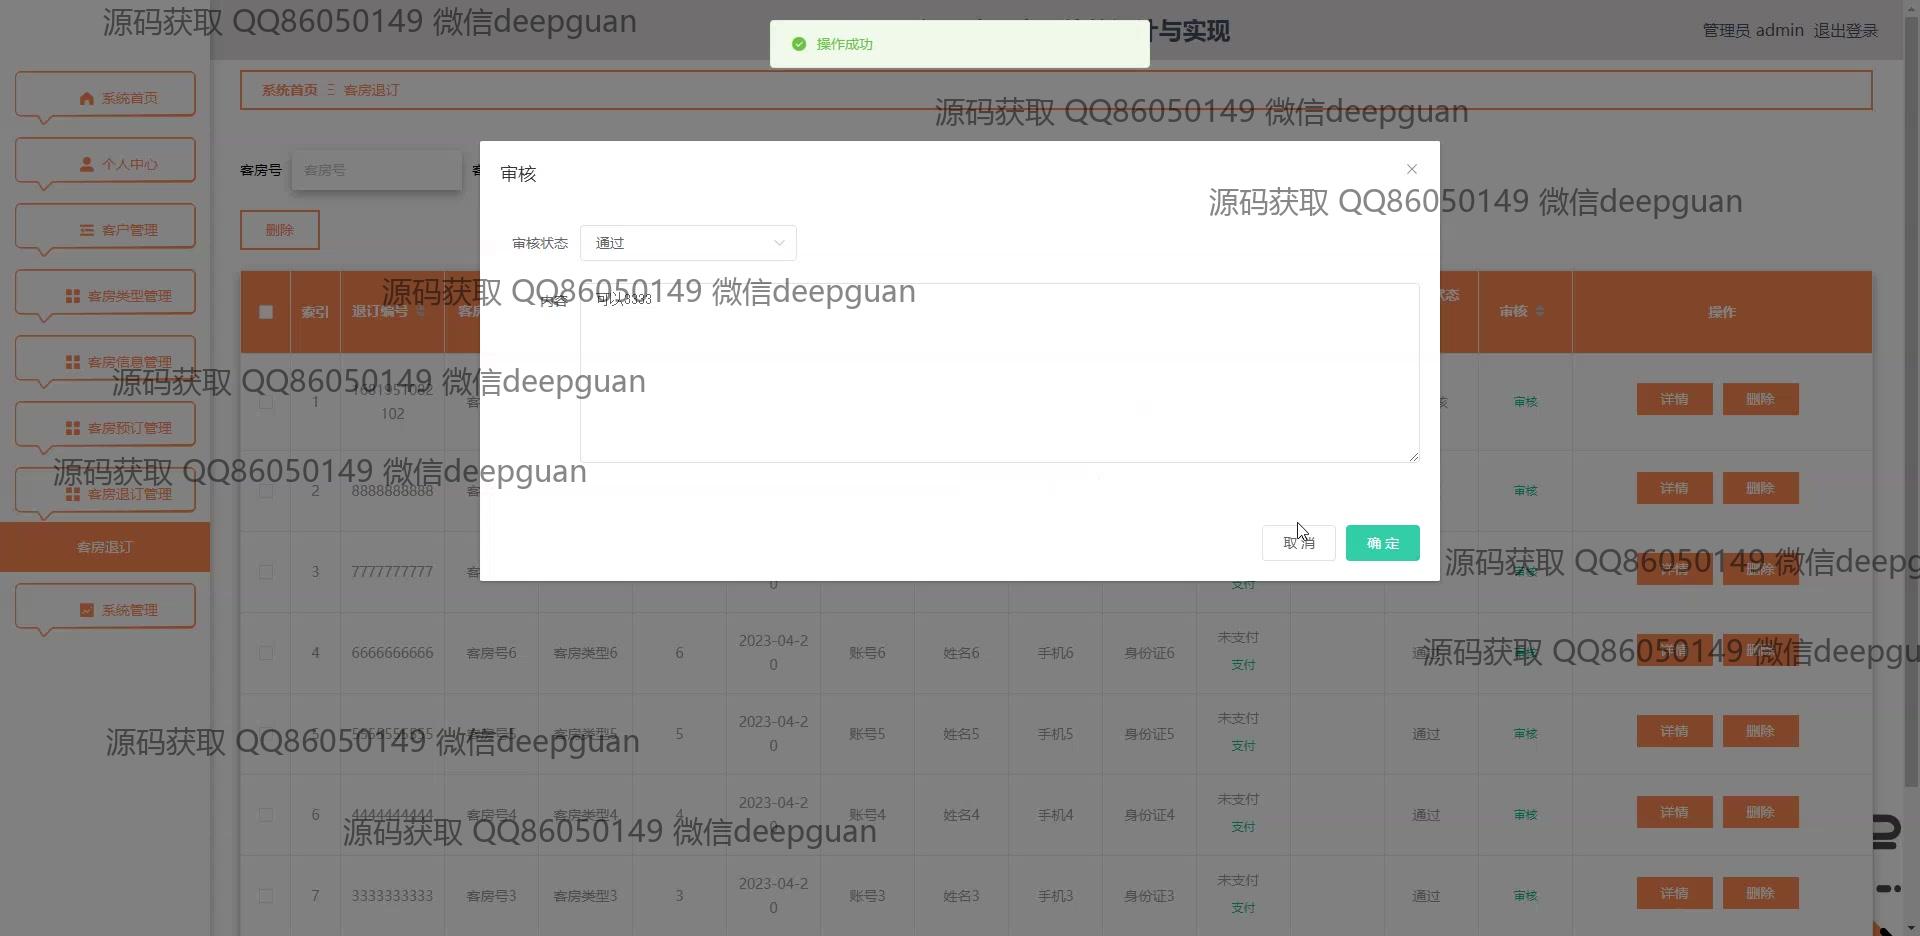 源码获取 QQ86050149 微信deepguan
计与实现
管理员 admin 退出登录
操作成功
系统首页
个人中心
客户管理
客房类型管理
客房信息管理
客房预订管理
客房退订管理
客房退订
系统管理
系统首页 客房退订
源码获取 QQ86050149 微信deepguan
客房号 客房号
删除
审核
源码获取 QQ86050149 微信deepguan
审核状态 通过
源码获取 QQ86050149 微信deepguan
内容
取消 确定
索引 退订编号 审核 操作
1 1681951082102 审核 详情 删除
源码获取 QQ86050149 微信deepguan
源码获取 QQ86050149 微信deepguan
2 8888888888 审核 详情 删除
3 7777777777 0 支付 审核 详情 删除
源码获取 QQ86050149 微信deepg
4 6666666666 客房号6 客房类型6 6 2023-04-20 账号6 姓名6 手机6 身份证6 未支付 支付 通过 审核 详情 删除
源码获取 QQ86050149 微信deepgu
5 5555555555 客房号5 客房类型5 5 2023-04-20 账号5 姓名5 手机5 身份证5 未支付 支付 通过 审核 详情 删除
源码获取 QQ86050149 微信deepguan
6 4444444444 客房号4 客房类型4 4 2023-04-20 账号4 姓名4 手机4 身份证4 未支付 支付 通过 审核 详情 删除
源码获取 QQ86050149 微信deepguan
7 3333333333 客房号3 客房类型3 3 2023-04-20 账号3 姓名3 手机3 身份证3 未支付 支付 通过 审核 详情 删除